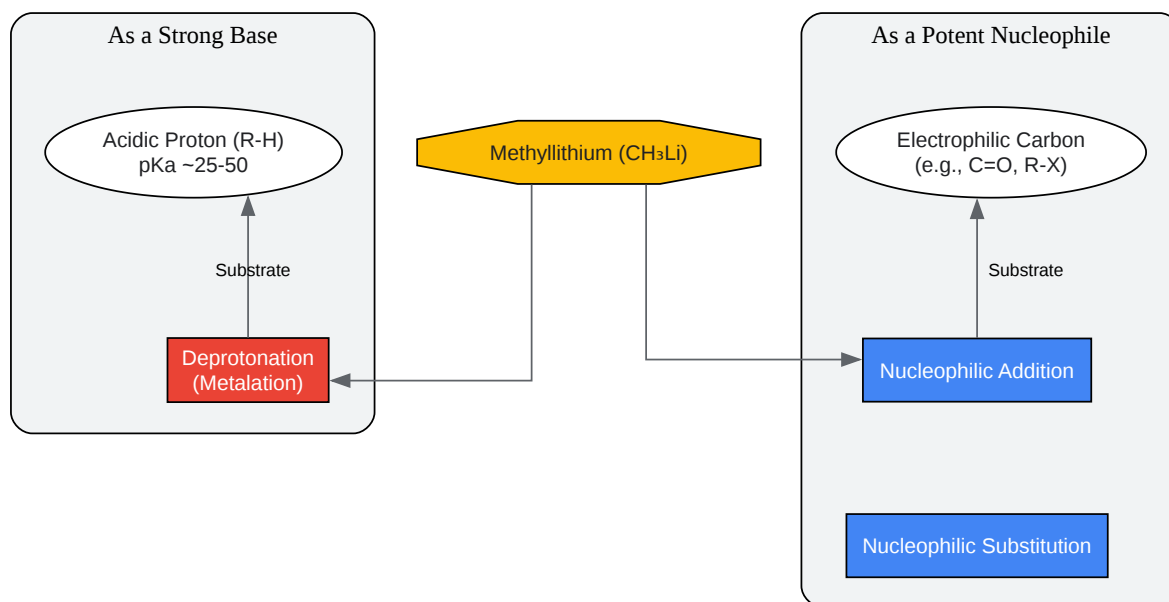 As a Strong Base
Acidic Proton (R-H)
pKa ~25-50
Substrate
Deprotonation
(Metalation)
Methyllithium (CH₃Li)
As a Potent Nucleophile
Electrophilic Carbon
(e.g., C=O, R-X)
Substrate
Nucleophilic Addition
Nucleophilic Substitution